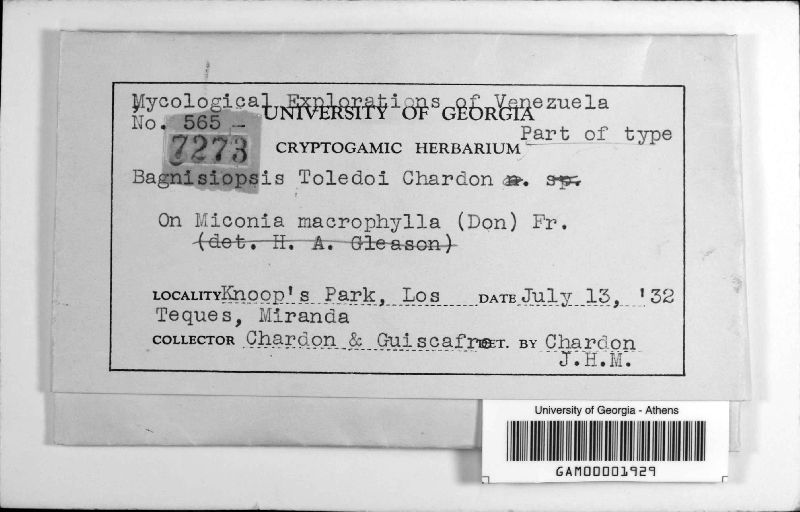 Mycological Explorations of Venezuela
No. 565 -
UNIVERSITY OF GEORGIA
Part of type
7273
CRYPTOGAMIC HERBARIUM
Bagnisiopsis Toledoi Chardon n. sp.
On Miconia macrophylla (Don) Fr.
(det. H. A. Gleason)
LOCALITY Knoop's Park, Los DATE July 13, '32
Teques, Miranda
COLLECTOR Chardon & Guiscafre DET. BY Chardon
J.H.M.
University of Georgia - Athens
GAM00001929